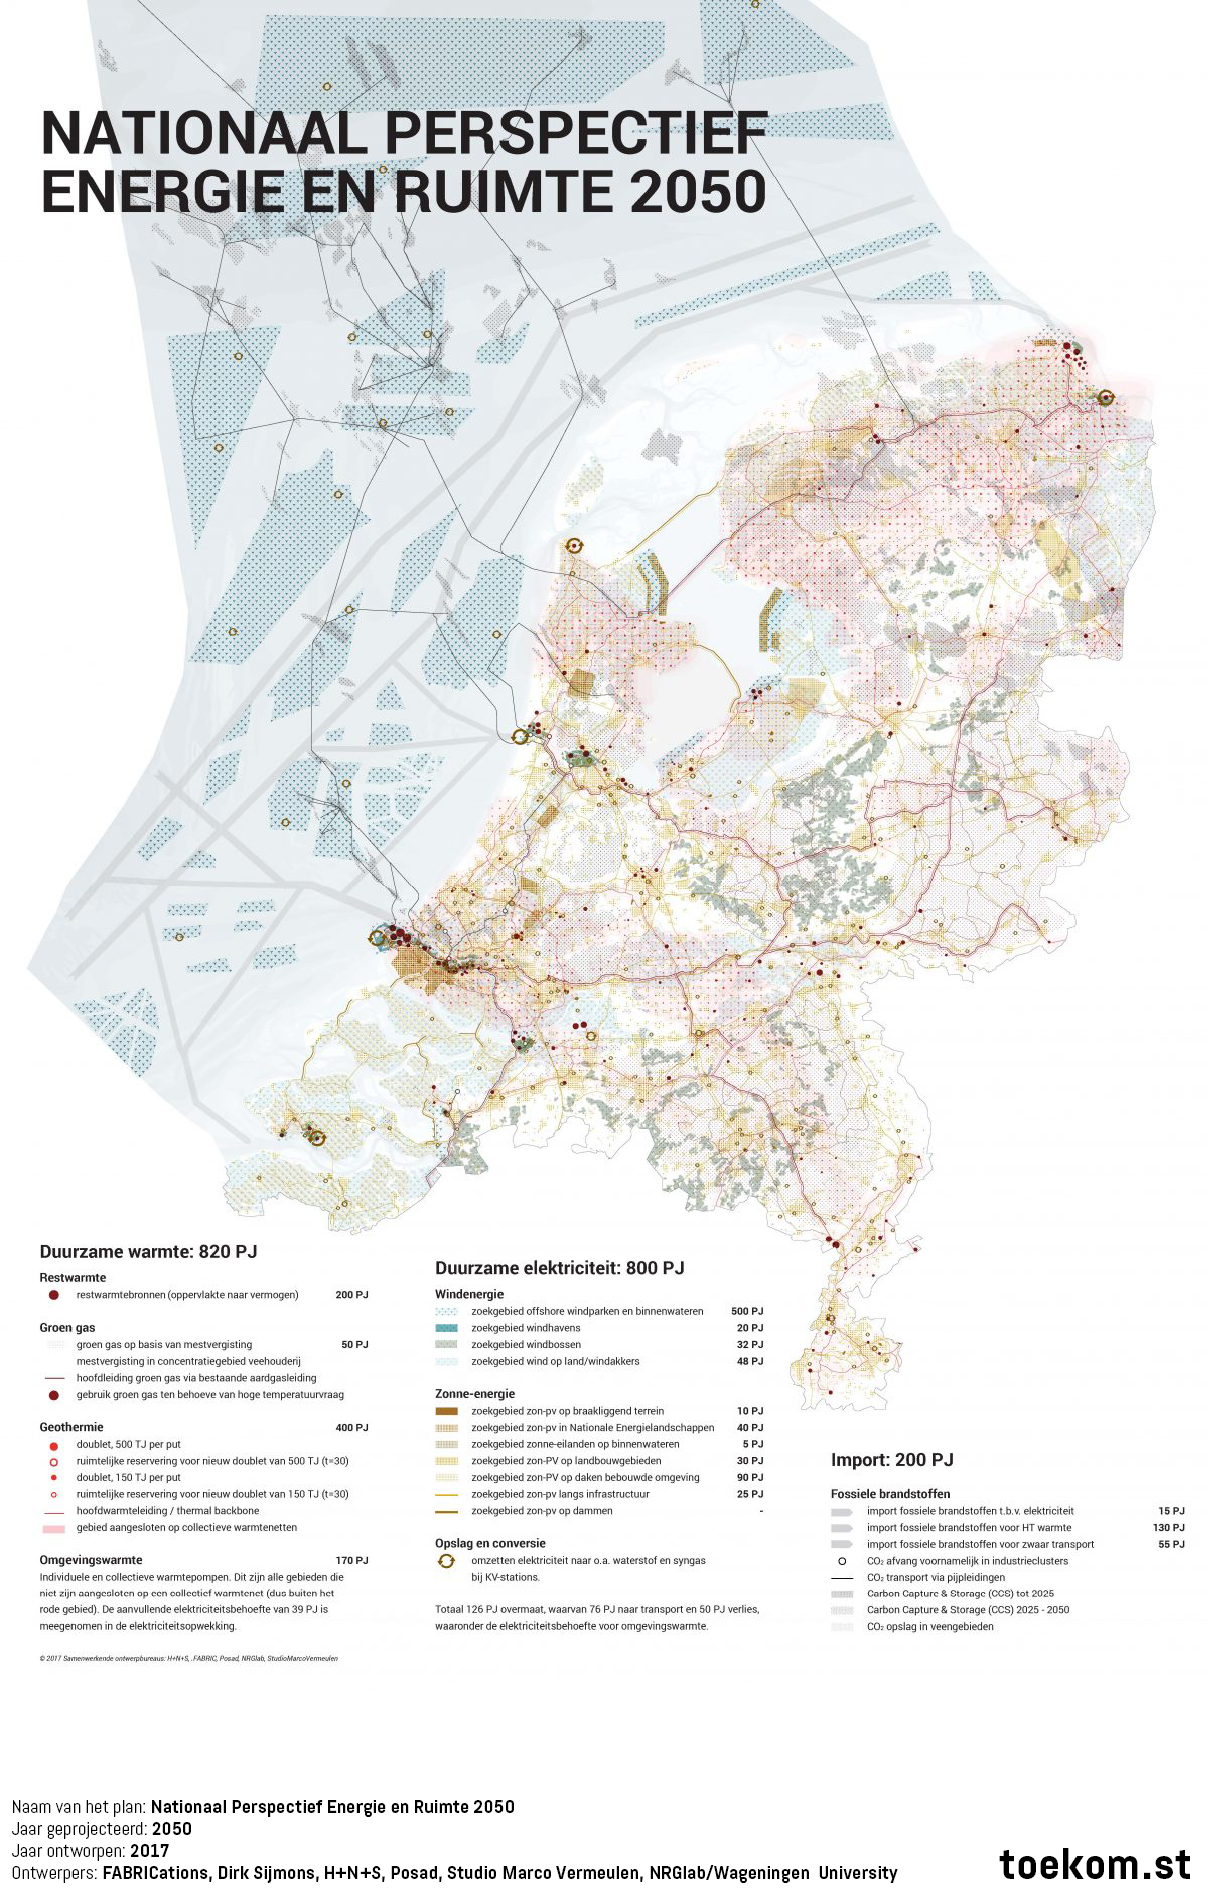 NATIONAAL PERSPECTIEF
ENERGIE EN RUIMTE 2050
Duurzame warmte: 820 PJ
Restwarmte
restwarmtebronnen (oppervlakte naar vermogen) 200 PJ
Groen gas
groen gas op basis van mestvergisting 50 PJ
mestvergisting in concentratiegebied veehouderij
hoofdleiding groen gas via bestaande aardgasleiding
gebruik groen gas ten behoeve van hoge temperatuurvraag
Geothermie 400 PJ
doublet, 500 TJ per put
ruimtelijke reservering voor nieuw doublet van 500 TJ (t=30)
doublet, 150 TJ per put
ruimtelijke reservering voor nieuw doublet van 150 TJ (t=30)
hoofdwarmteleiding / thermal backbone
gebied aangesloten op collectieve warmtenetten
Omgevingswarmte 170 PJ
Individuele en collectieve warmtepompen. Dit zijn alle gebieden die
niet zijn aangesloten op een collectief warmtenet (dus buiten het
rode gebied). De aanvullende elektriciteitsbehoefte van 39 PJ is
meegenomen in de elektriciteitsopwekking.
© 2017 Samenwerkende ontwerpbureaus: H+N+S, .FABRIC, Posad, NRGlab, StudioMarcoVermeulen
Duurzame elektriciteit: 800 PJ
Windenergie
zoekgebied offshore windparken en binnenwateren 500 PJ
zoekgebied windhavens 20 PJ
zoekgebied windbossen 32 PJ
zoekgebied wind op land/windakkers 48 PJ
Zonne-energie
zoekgebied zon-pv op braakliggend terrein 10 PJ
zoekgebied zon-pv in Nationale Energielandschappen 40 PJ
zoekgebied zonne-eilanden op binnenwateren 5 PJ
zoekgebied zon-PV op landbouwgebieden 30 PJ
zoekgebied zon-PV op daken bebouwde omgeving 90 PJ
zoekgebied zon-pv langs infrastructuur 25 PJ
zoekgebied zon-pv op dammen -
Opslag en conversie
omzetten elektriciteit naar o.a. waterstof en syngas
bij KV-stations.
Totaal 126 PJ overmaat, waarvan 76 PJ naar transport en 50 PJ verlies,
waaronder de elektriciteitsbehoefte voor omgevingswarmte.
Import: 200 PJ
Fossiele brandstoffen
import fossiele brandstoffen t.b.v. elektriciteit 15 PJ
import fossiele brandstoffen voor HT warmte 130 PJ
import fossiele brandstoffen voor zwaar transport 55 PJ
CO₂ afvang voornamelijk in industrieclusters
CO₂ transport via pijpleidingen
Carbon Capture & Storage (CCS) tot 2025
Carbon Capture & Storage (CCS) 2025 - 2050
CO₂ opslag in veengebieden
Naam van het plan: Nationaal Perspectief Energie en Ruimte 2050
Jaar geprojecteerd: 2050
Jaar ontworpen: 2017
Ontwerpers: FABRICations, Dirk Sijmons, H+N+S, Posad, Studio Marco Vermeulen, NRGlab/Wageningen University
toekom.st